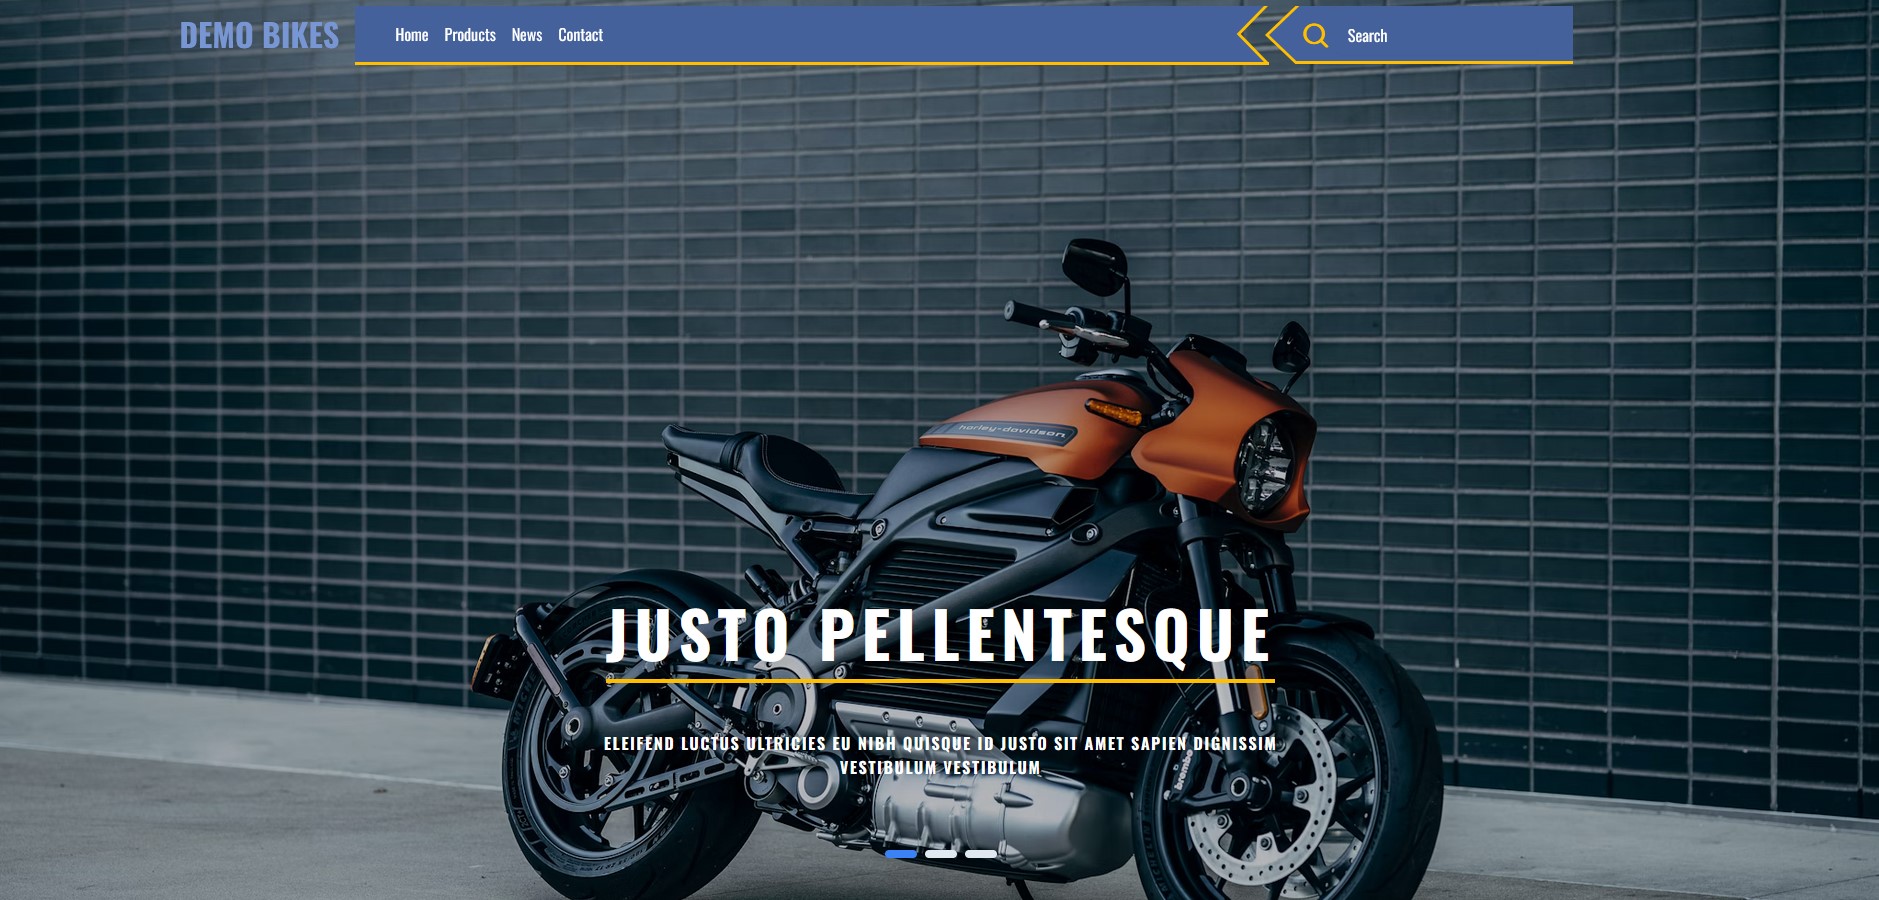 DEMO BIKES
Home Products News Contact
Search
harley-davidson
JUSTO PELLENTESQUE
ELEIFEND LUCTUS ULTRICIES EU NIBH QUISQUE ID JUSTO SIT AMET SAPIEN DIGNISSIM
VESTIBULUM VESTIBULUM
brembo